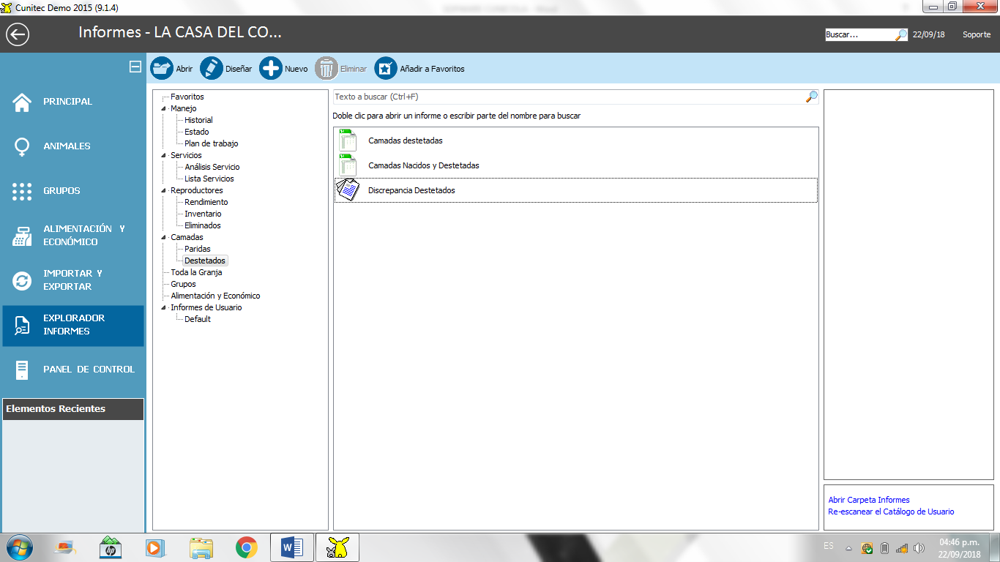 Cunitec Demo 2015 (9.1.4)
Informes - LA CASA DEL CO...
Buscar...
22/09/18
Soporte
Abrir
Diseñar
Nuevo
Eliminar
Añadir a Favoritos
PRINCIPAL
ANIMALES
GRUPOS
ALIMENTACIÓN Y
ECONÓMICO
IMPORTAR Y
EXPORTAR
EXPLORADOR
INFORMES
PANEL DE CONTROL
Elementos Recientes
Favoritos
Manejo
Historial
Estado
Plan de trabajo
Servicios
Análisis Servicio
Lista Servicios
Reproductores
Rendimiento
Inventario
Eliminados
Camadas
Paridas
Destetados
Toda la Granja
Grupos
Alimentación y Económico
Informes de Usuario
Default
Texto a buscar (Ctrl+F)
Doble clic para abrir un informe o escribir parte del nombre para buscar
Camadas destetadas
Camadas Nacidos y Destetadas
Discrepancia Destetados
Abrir Carpeta Informes
Re-escanear el Catálogo de Usuario
ES
04:46 p.m.
22/09/2018